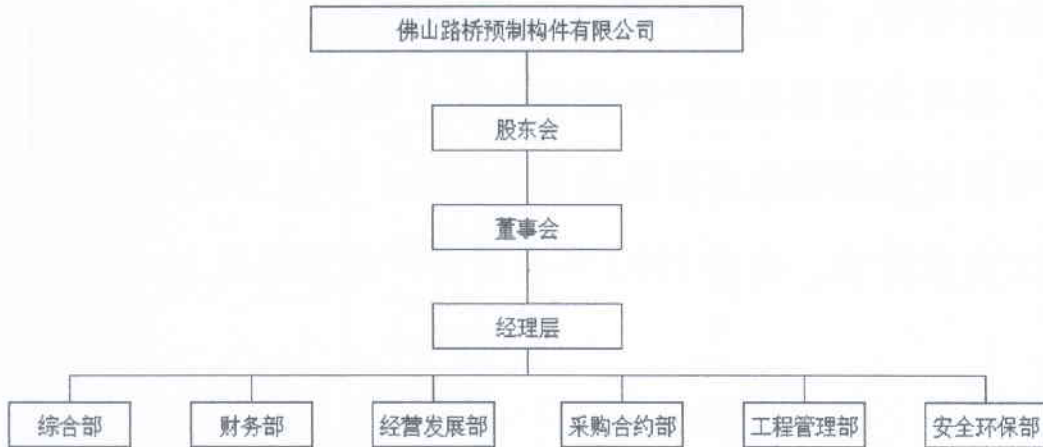 佛山路桥预制构件有限公司
股东会
董事会
经理层
综合部 财务部 经营发展部 采购合约部 工程管理部 安全环保部